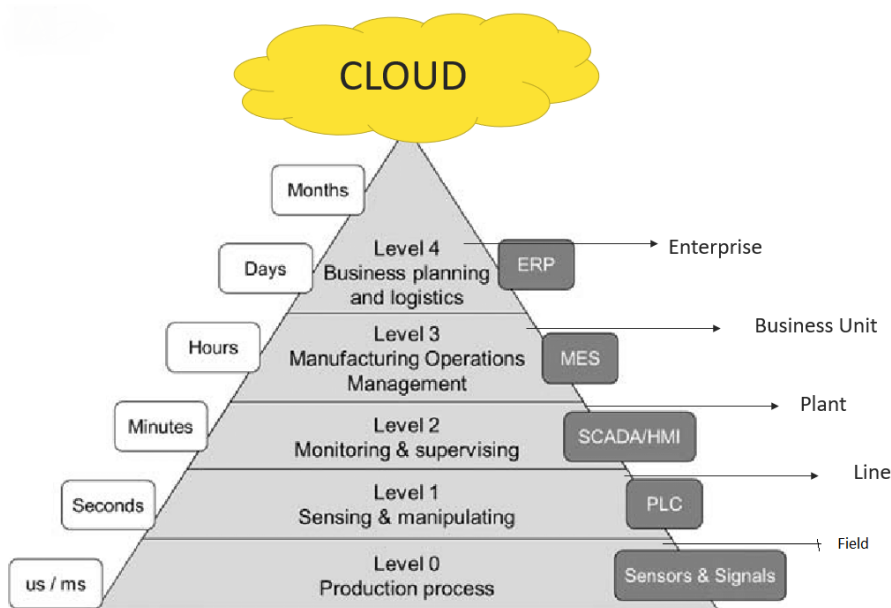 CLOUD
Months
Level 4
Business planning
and logistics
ERP
Enterprise
Days
Level 3
Manufacturing Operations
Management
MES
Business Unit
Hours
Level 2
Monitoring & supervising
SCADA/HMI
Plant
Minutes
Level 1
Sensing & manipulating
PLC
Line
Seconds
Level 0
Production process
Sensors & Signals
Field
us / ms